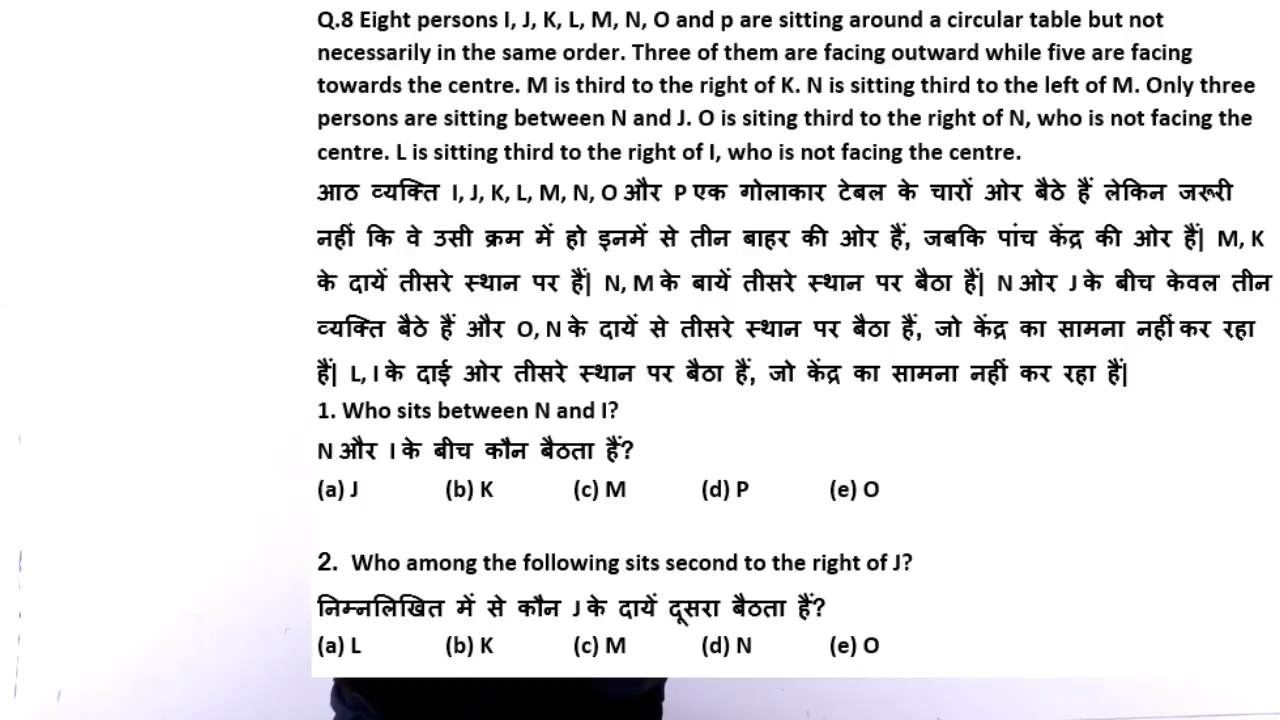 Q.8 Eight persons I, J, K, L, M, N, O and p are sitting around a circular table but not
necessarily in the same order. Three of them are facing outward while five are facing
towards the centre. M is third to the right of K. N is sitting third to the left of M. Only three
persons are sitting between N and J. O is siting third to the right of N, who is not facing the
centre. L is sitting third to the right of I, who is not facing the centre.
आठ व्यक्ति I, J, K, L, M, N, O और P एक गोलाकार टेबल के चारों ओर बैठे हैं लेकिन जरूरी
नहीं कि वे उसी क्रम में हो इनमें से तीन बाहर की ओर हैं, जबकि पांच केंद्र की ओर हैं| M, K
के दायें तीसरे स्थान पर हैं| N, M के बायें तीसरे स्थान पर बैठा हैं| N ओर J के बीच केवल तीन
व्यक्ति बैठे हैं और O, N के दायें से तीसरे स्थान पर बैठा हैं, जो केंद्र का सामना नहीं कर रहा
हैं| L, I के दाई ओर तीसरे स्थान पर बैठा हैं, जो केंद्र का सामना नहीं कर रहा हैं|
1. Who sits between N and I?
N और I के बीच कौन बैठता हैं?
(a) J (b) K (c) M (d) P (e) O
2. Who among the following sits second to the right of J?
निम्नलिखित में से कौन J के दायें दूसरा बैठता हैं?
(a) L (b) K (c) M (d) N (e) O